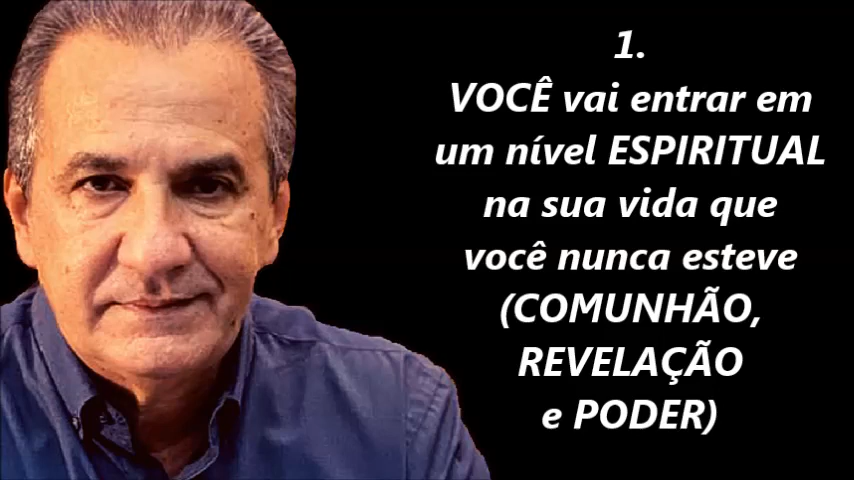 1.
VOCÊ vai entrar em
um nível ESPIRITUAL
na sua vida que
você nunca esteve
(COMUNHÃO,
REVELAÇÃO
e PODER)